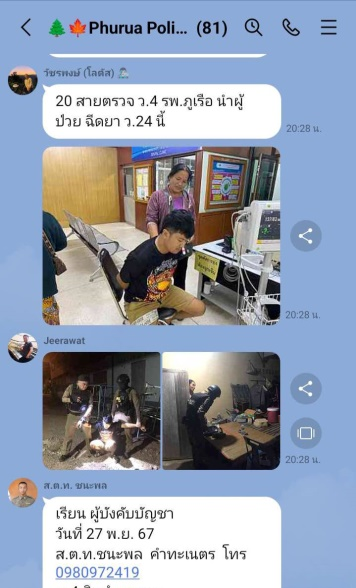 🌲🍁Phurua Poli... (81)
วัชรพงษ์ (โลตัส)
20 สายตรวจ ว.4 รพ.ภูเรือ นำผู้
ป่วย ฉีดยา ว.24 นี้
20:28 น.
20:28 น.
Jeerawat
20:28 น.
ส.ต.ท. ชนะพล
เรียน ผู้บังคับบัญชา
วันที่ 27 พ.ย. 67
ส.ต.ท.ชนะพล คำทะเนตร โทร
0980972419